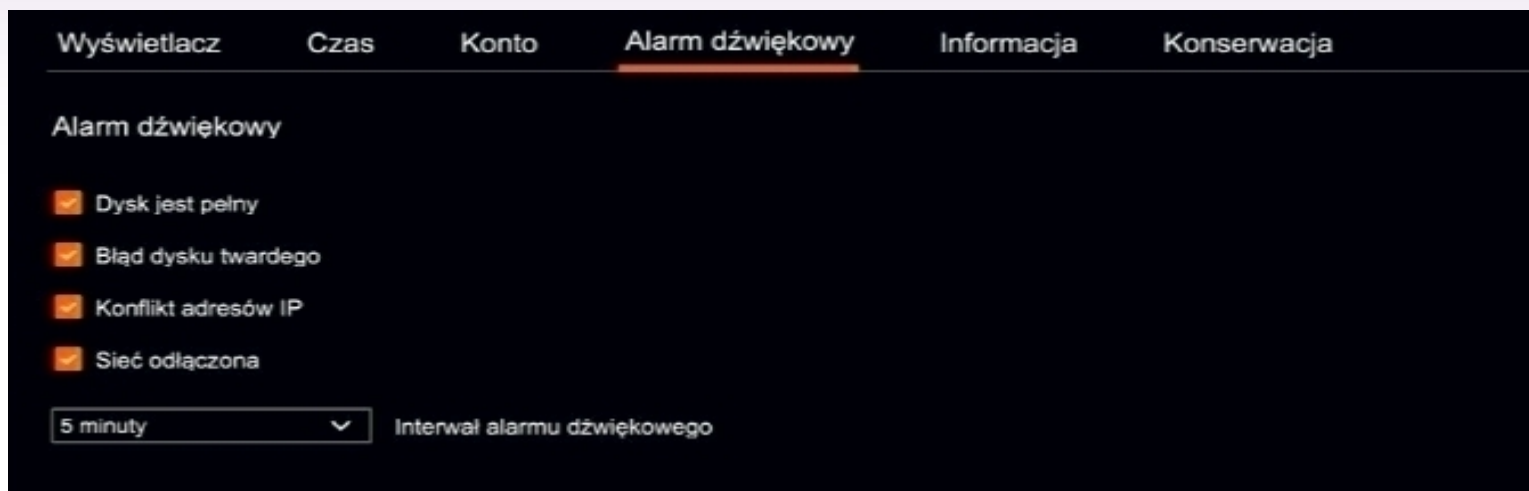 Wyświetlacz Czas Konto Alarm dźwiękowy Informacja Konserwacja
Alarm dźwiękowy
Dysk jest pełny
Błąd dysku twardego
Konflikt adresów IP
Sieć odłączona
5 minuty Interwał alarmu dźwiękowego